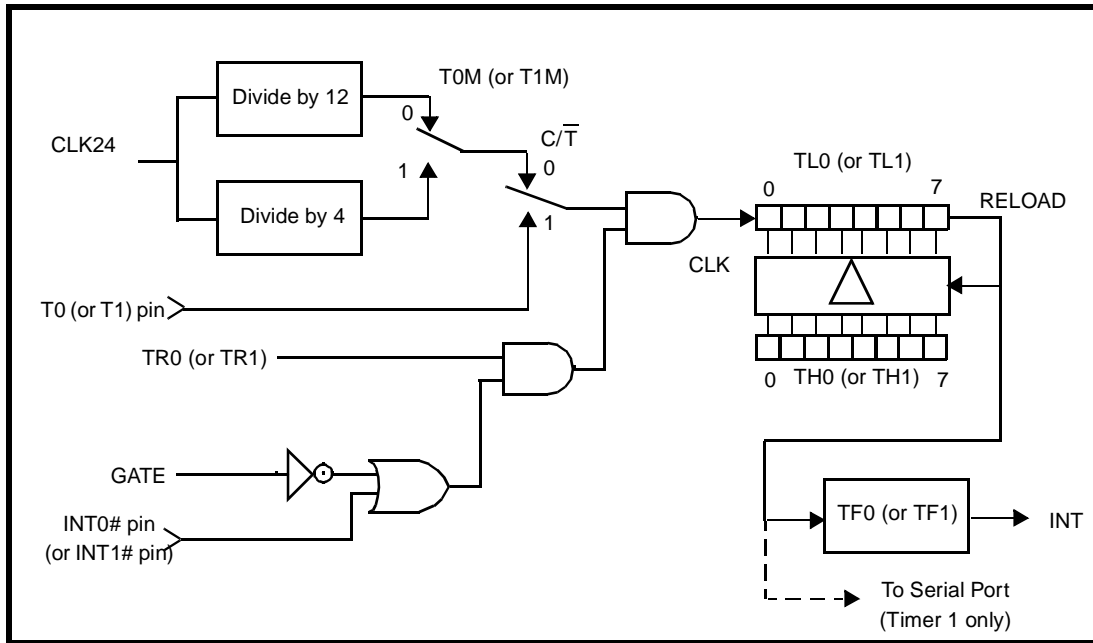 T0M (or T1M)
Divide by 12
0
CLK24
C/T̅
0
1
TL0 (or TL1)
0 7
RELOAD
Divide by 4
1
CLK
T0 (or T1) pin
TR0 (or TR1)
0 TH0 (or TH1) 7
GATE
INT0# pin
(or INT1# pin)
TF0 (or TF1)
INT
To Serial Port
(Timer 1 only)